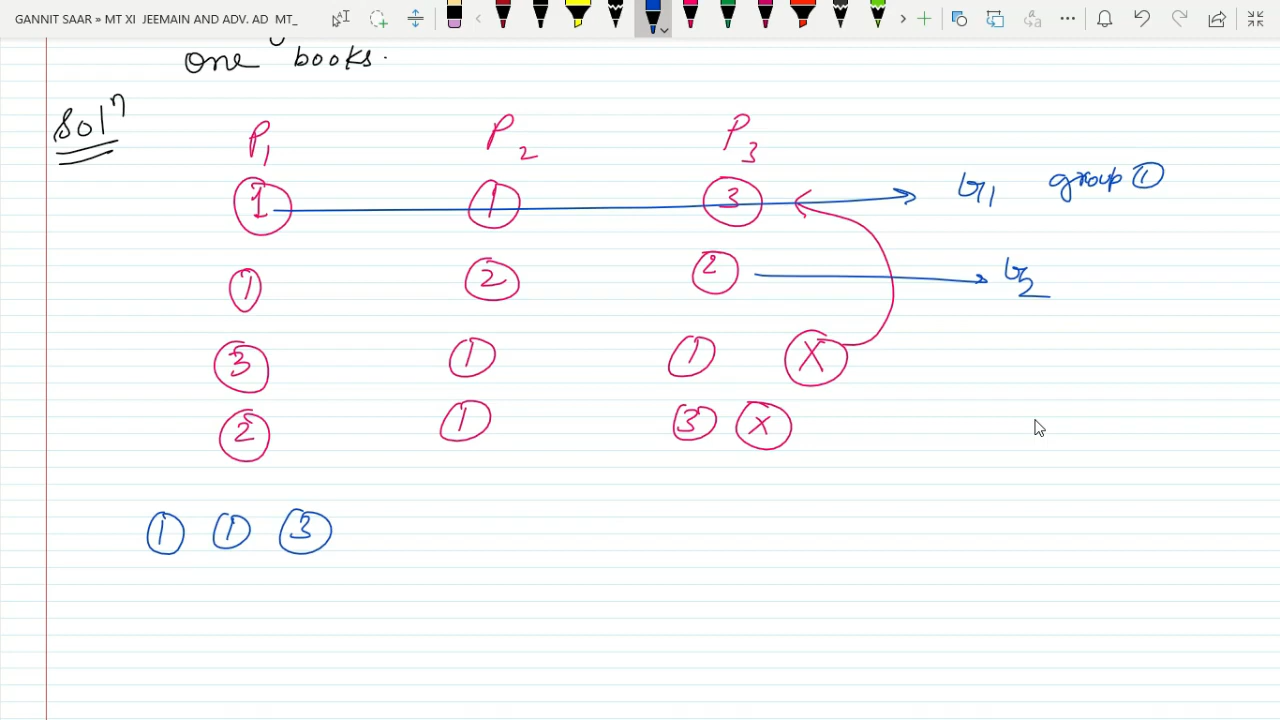 GANNIT SAAR » MT XI JEEMAIN AND ADV. AD MT_
one books.
Solⁿ
P₁ P₂ P₃
1 1 3 G₁ group 1
1 2 2 G₂
3 1 1 X
2 1 3 X
1 1 3